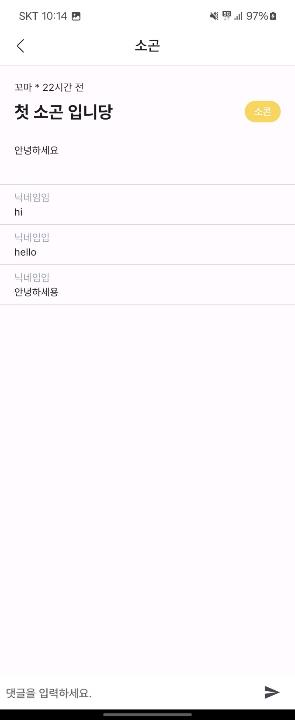 SKT 10:14 97%
소곤
꼬마 * 22시간 전
첫 소곤 입니당
소곤
안녕하세요
닉네임임
hi
닉네임임
hello
닉네임임
안녕하세용
댓글을 입력하세요.